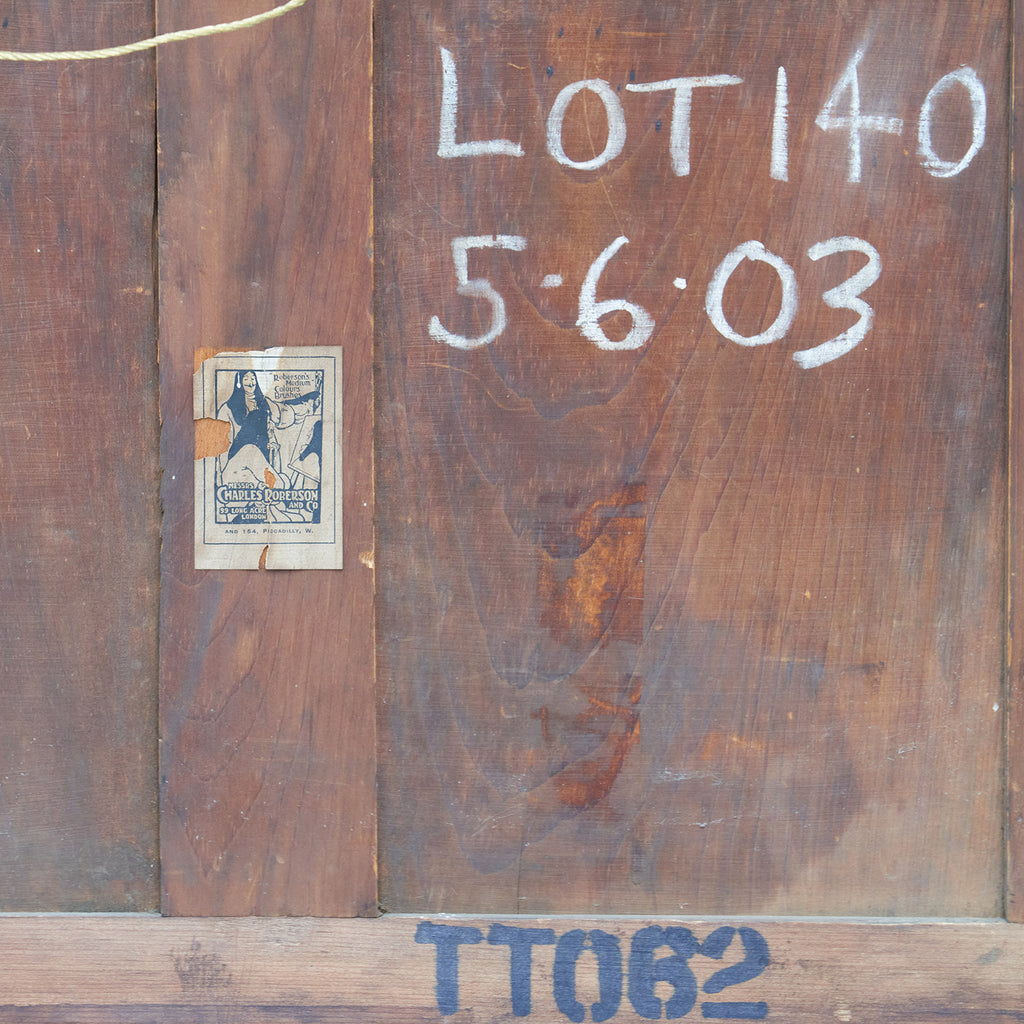 LOT 140
5·6·03
Roberson's
Medium
Colours
Brushes
MESSRS
CHARLES ROBERSON
AND CO
99 LONG ACRE
LONDON
AND 154, PICCADILLY, W.
TT062